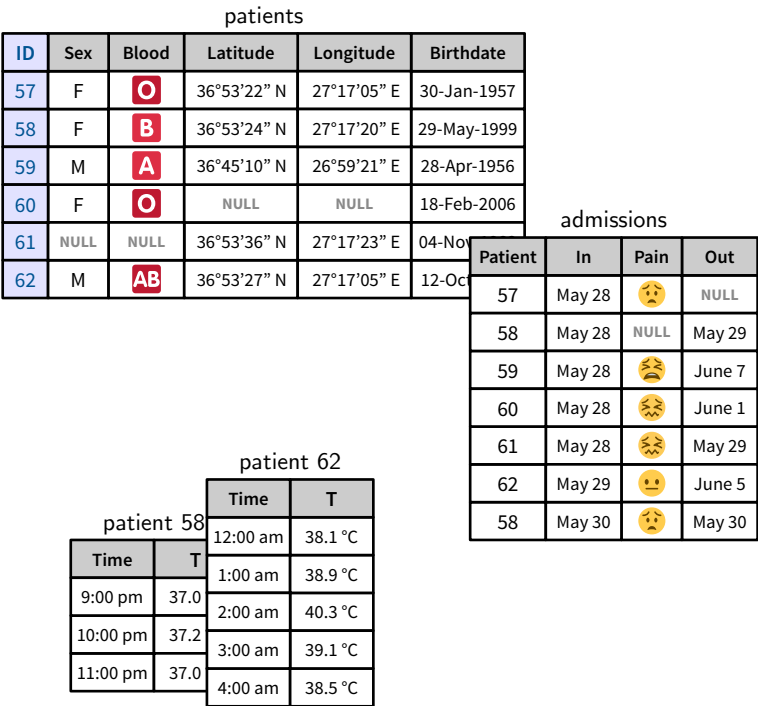 patients
ID Sex Blood Latitude Longitude Birthdate
57 F O 36°53’22” N 27°17’05” E 30-Jan-1957
58 F B 36°53’24” N 27°17’20” E 29-May-1999
59 M A 36°45’10” N 26°59’21” E 28-Apr-1956
60 F O NULL NULL 18-Feb-2006
61 NULL NULL 36°53’36” N 27°17’23” E 04-Nov
62 M AB 36°53’27” N 27°17’05” E 12-Oct
admissions
Patient In Pain Out
57 May 28 NULL
58 May 28 NULL May 29
59 May 28 June 7
60 May 28 June 1
61 May 28 May 29
62 May 29 June 5
58 May 30 May 30
patient 58
Time T
9:00 pm 37.0
10:00 pm 37.2
11:00 pm 37.0
patient 62
Time T
12:00 am 38.1 °C
1:00 am 38.9 °C
2:00 am 40.3 °C
3:00 am 39.1 °C
4:00 am 38.5 °C